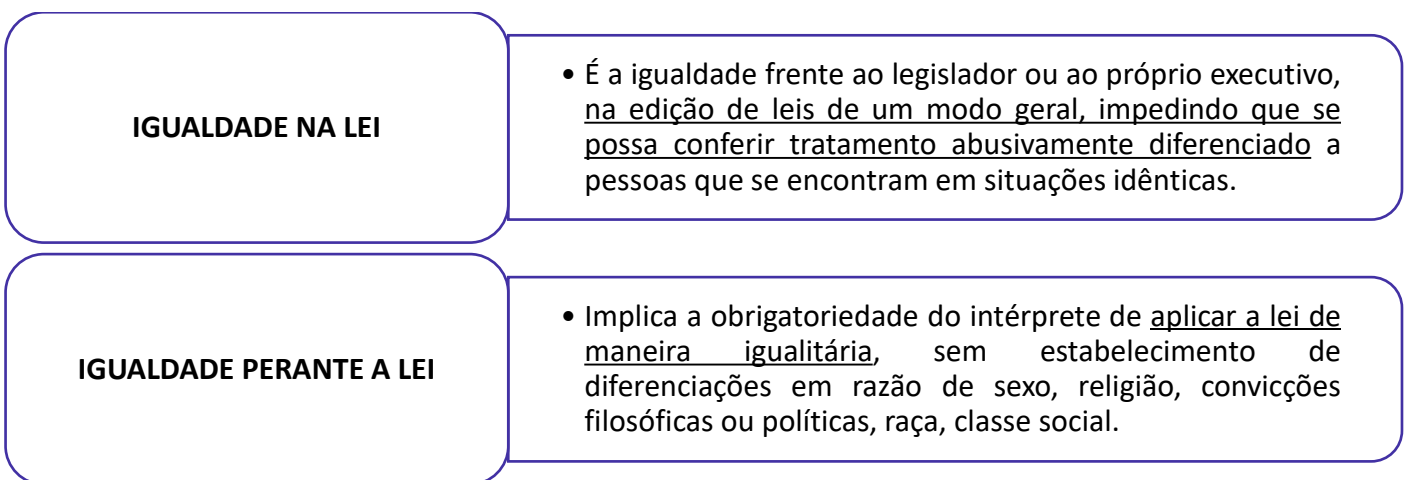 IGUALDADE NA LEI
• É a igualdade frente ao legislador ou ao próprio executivo,
na edição de leis de um modo geral, impedindo que se
possa conferir tratamento abusivamente diferenciado a
pessoas que se encontram em situações idênticas.
IGUALDADE PERANTE A LEI
• Implica a obrigatoriedade do intérprete de aplicar a lei de
maneira igualitária, sem estabelecimento de
diferenciações em razão de sexo, religião, convicções
filosóficas ou políticas, raça, classe social.